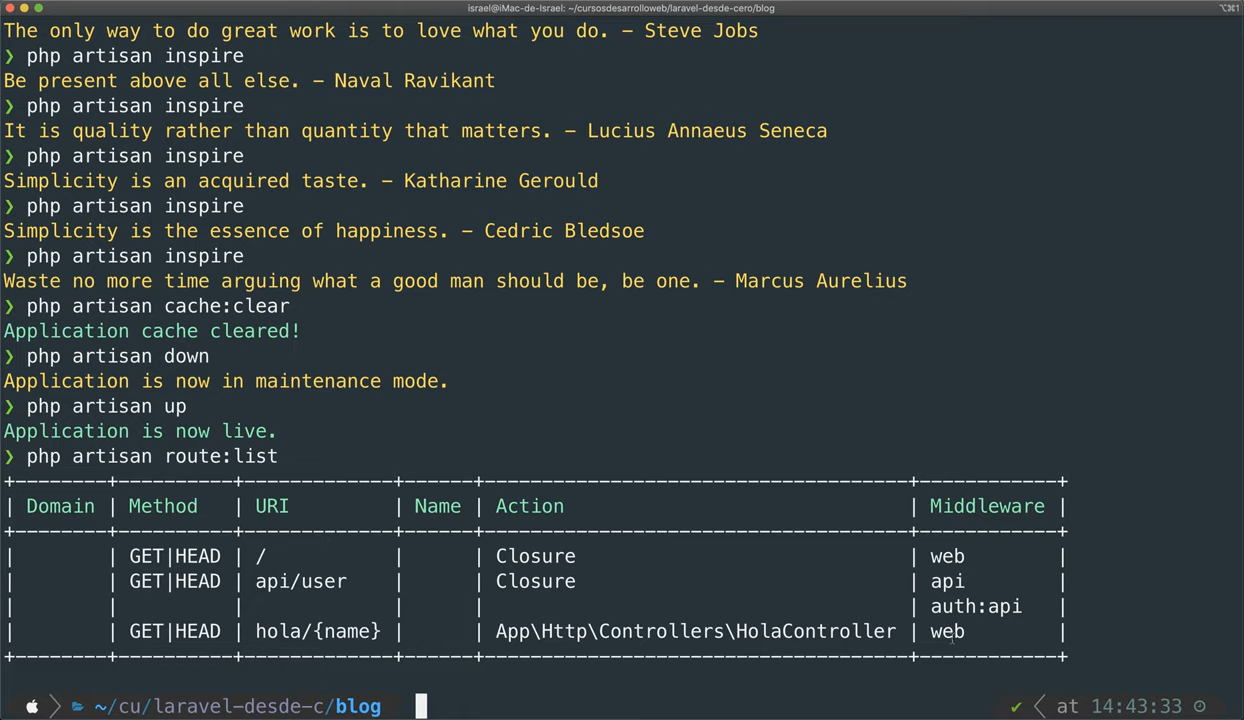 israel@iMac-de-Israel: ~/cursosdesarrolloweb/laravel-desde-cero/blog
⌥⌘1
The only way to do great work is to love what you do. - Steve Jobs
❯ php artisan inspire
Be present above all else. - Naval Ravikant
❯ php artisan inspire
It is quality rather than quantity that matters. - Lucius Annaeus Seneca
❯ php artisan inspire
Simplicity is an acquired taste. - Katharine Gerould
❯ php artisan inspire
Simplicity is the essence of happiness. - Cedric Bledsoe
❯ php artisan inspire
Waste no more time arguing what a good man should be, be one. - Marcus Aurelius
❯ php artisan cache:clear
Application cache cleared!
❯ php artisan down
Application is now in maintenance mode.
❯ php artisan up
Application is now live.
❯ php artisan route:list
+--------+----------+-------------+------+-------------------------------------+------------+
| Domain | Method   | URI         | Name | Action                              | Middleware |
+--------+----------+-------------+------+-------------------------------------+------------+
|        | GET|HEAD | /           |      | Closure                             | web        |
|        | GET|HEAD | api/user    |      | Closure                             | api        |
|        |          |             |      |                                     | auth:api   |
|        | GET|HEAD | hola/{name} |      | App\Http\Controllers\HolaController | web        |
+--------+----------+-------------+------+-------------------------------------+------------+
~/cu/laravel-desde-c/blog
✔ at 14:43:33